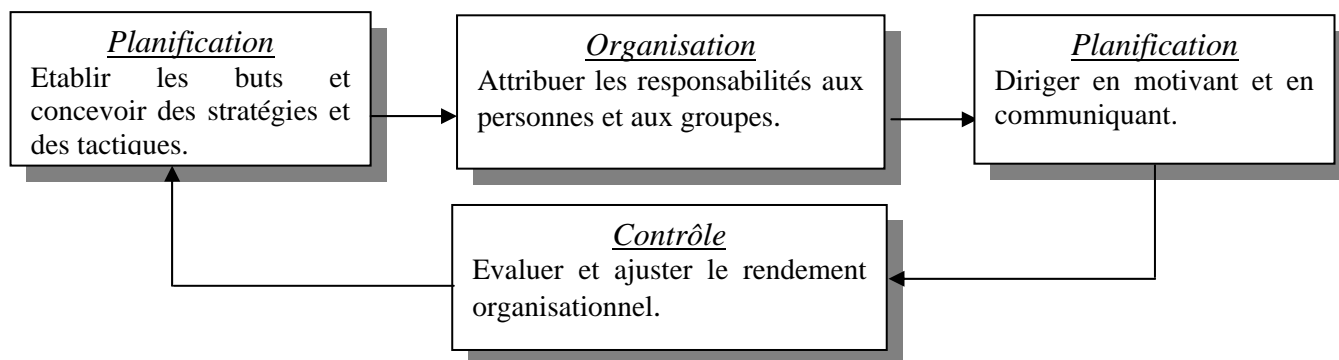 Planification
Etablir les buts et
concevoir des stratégies et
des tactiques.
Organisation
Attribuer les responsabilités aux
personnes et aux groupes.
Planification
Diriger en motivant et en
communiquant.
Contrôle
Evaluer et ajuster le rendement
organisationnel.